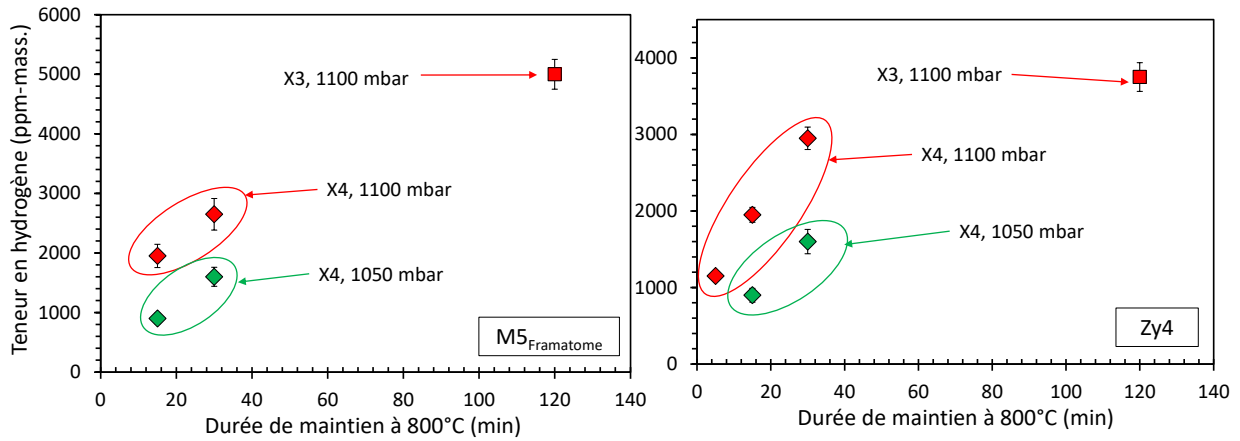 Teneur en hydrogène (ppm-mass.)
6000
5000
4000
3000
2000
1000
0
X3, 1100 mbar
X4, 1100 mbar
X4, 1050 mbar
M5Framatome
0 20 40 60 80 100 120 140
Durée de maintien à 800°C (min)
4000
3000
2000
1000
0
X3, 1100 mbar
X4, 1100 mbar
X4, 1050 mbar
Zy4
0 20 40 60 80 100 120 140
Durée de maintien à 800°C (min)